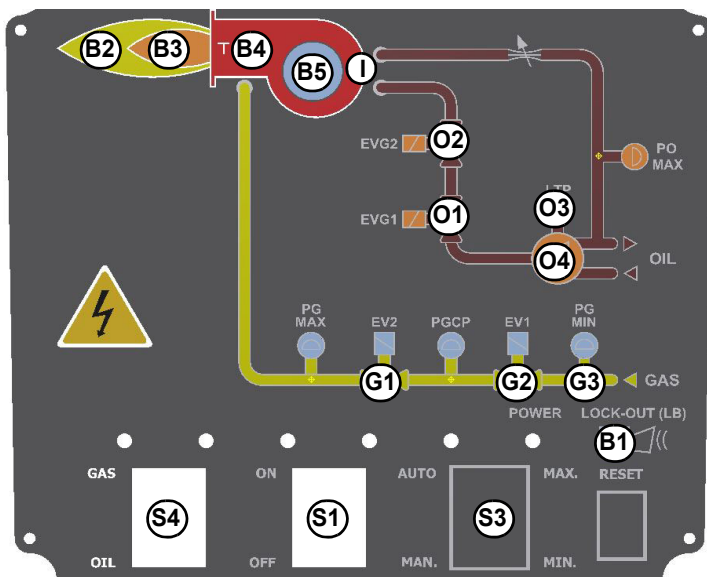 B2 B3 T B4 B5 I
EVG2 O2
PO
MAX
O3
EVG1 O1
O4 OIL
PG
MAX
EV2
PGCP
EV1
PG
MIN
G1 G2 G3 GAS
POWER LOCK-OUT (LB)
B1
GAS ON AUTO MAX. RESET
S4 S1 S3
OIL OFF MAN. MIN.